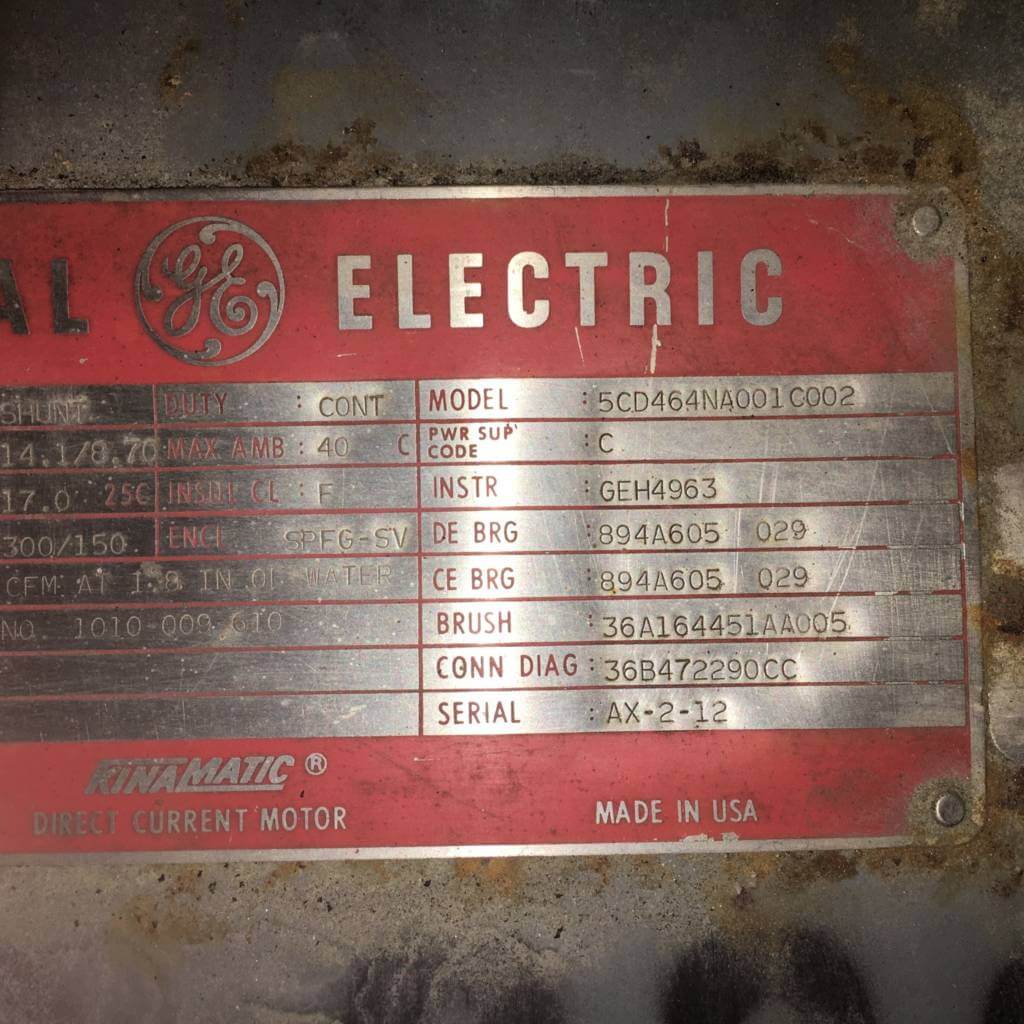 AL GE ELECTRIC
SHUNT DUTY : CONT MODEL : 5CD464NA001C002
14.1/8.70 MAX AMB : 40 C PWR SUP CODE : C
17.0 25C INSUL CL : F INSTR : GEH4963
300/150 ENCL SPFG-SV DE BRG : 894A605 029
CFM AT 1.8 IN OF WATER CE BRG : 894A605 029
NO 1010 009 610 BRUSH : 36A164451AA005
CONN DIAG : 36B472290CC
SERIAL : AX-2-12
KINAMATIC ®
DIRECT CURRENT MOTOR MADE IN USA